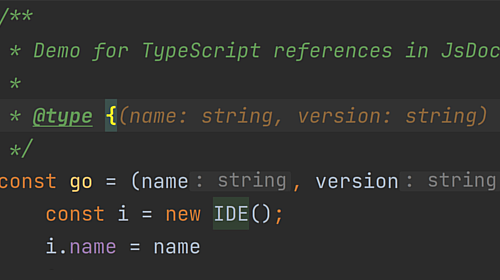 /**
* Demo for TypeScript references in JsDoc
*
* @type {(name: string, version: string)
*/
const go = (name: string, version: string
const i = new IDE();
i.name = name